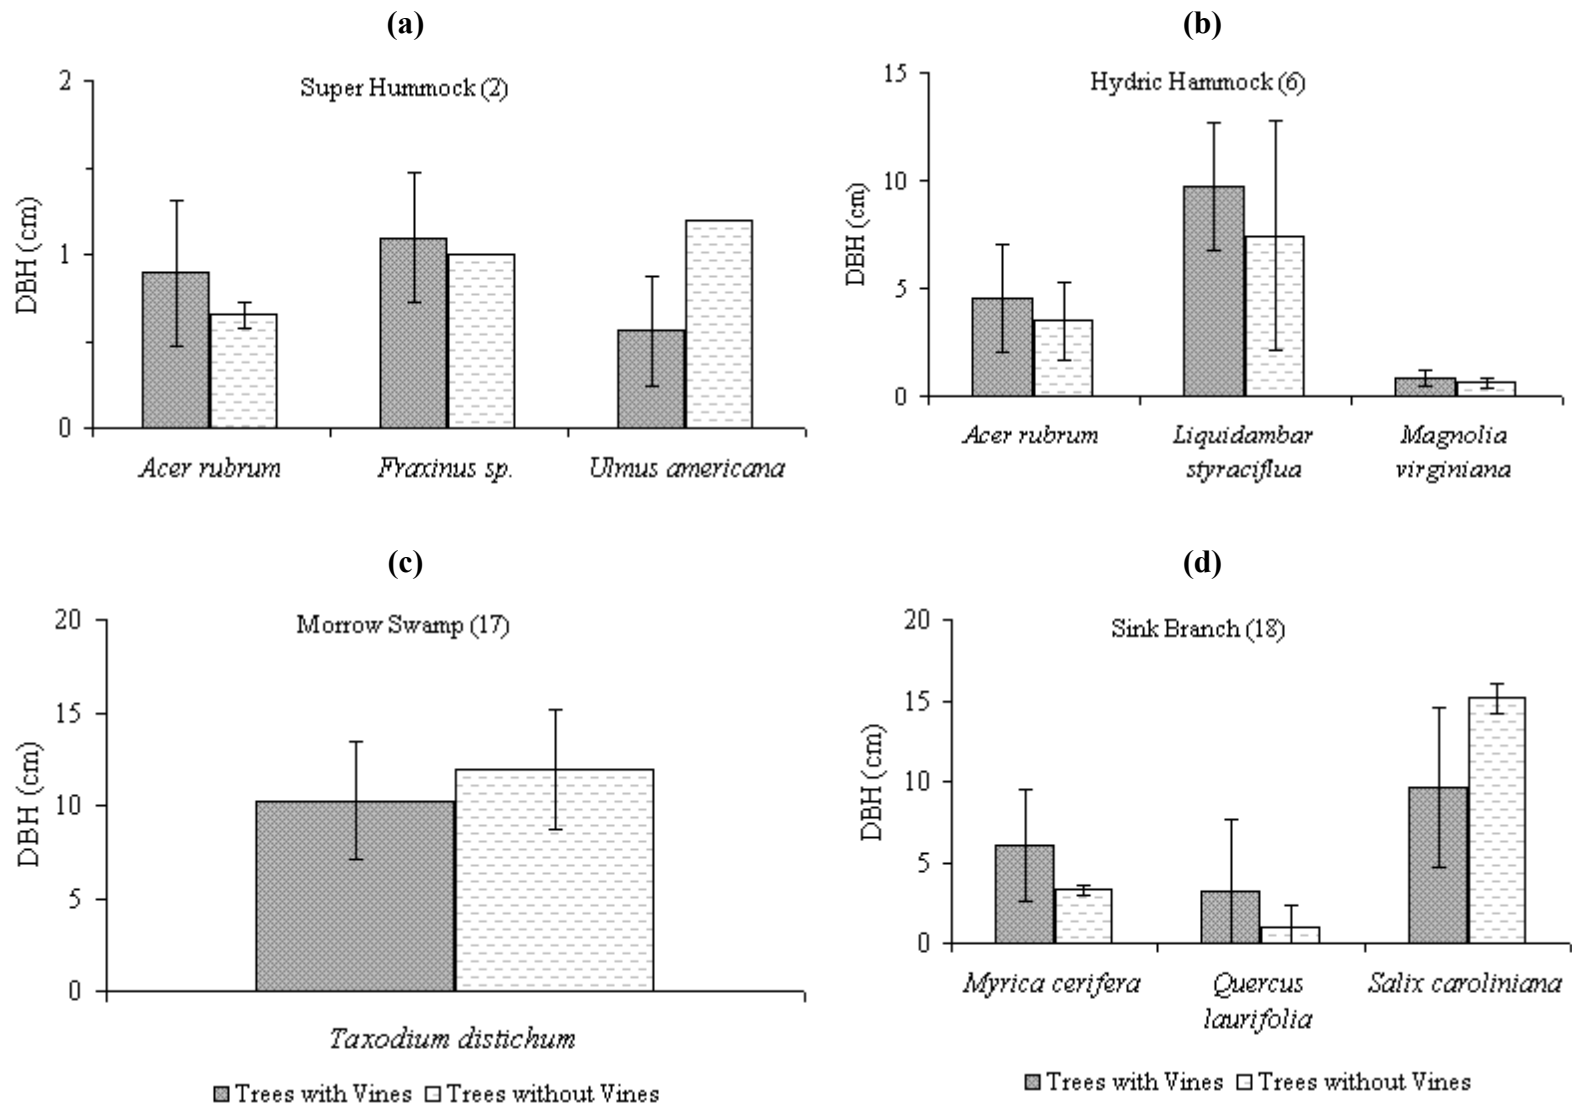 (a)
Super Hummock (2)
2
1
0
DBH (cm)
Acer rubrum
Fraxinus sp.
Ulmus americana
(b)
Hydric Hammock (6)
15
10
5
0
DBH (cm)
Acer rubrum
Liquidambar
styraciflua
Magnolia
virginiana
(c)
Morrow Swamp (17)
20
15
10
5
0
DBH (cm)
Taxodium distichum
Trees with Vines Trees without Vines
(d)
Sink Branch (18)
20
15
10
5
0
DBH (cm)
Myrica cerifera
Quercus
laurifolia
Salix caroliniana
Trees with Vines Trees without Vines